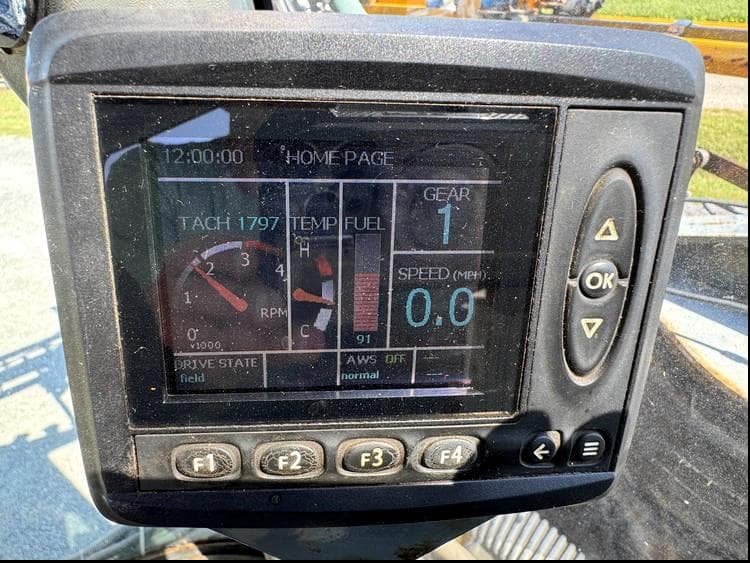 12:00:00 HOME PAGE
TACH 1797 TEMP FUEL GEAR
1
SPEED (MPH)
0.0
0 1 2 3 4
RPM
x1000
H
C
91
DRIVE STATE
field
AWS OFF
normal
OK
F1 F2 F3 F4